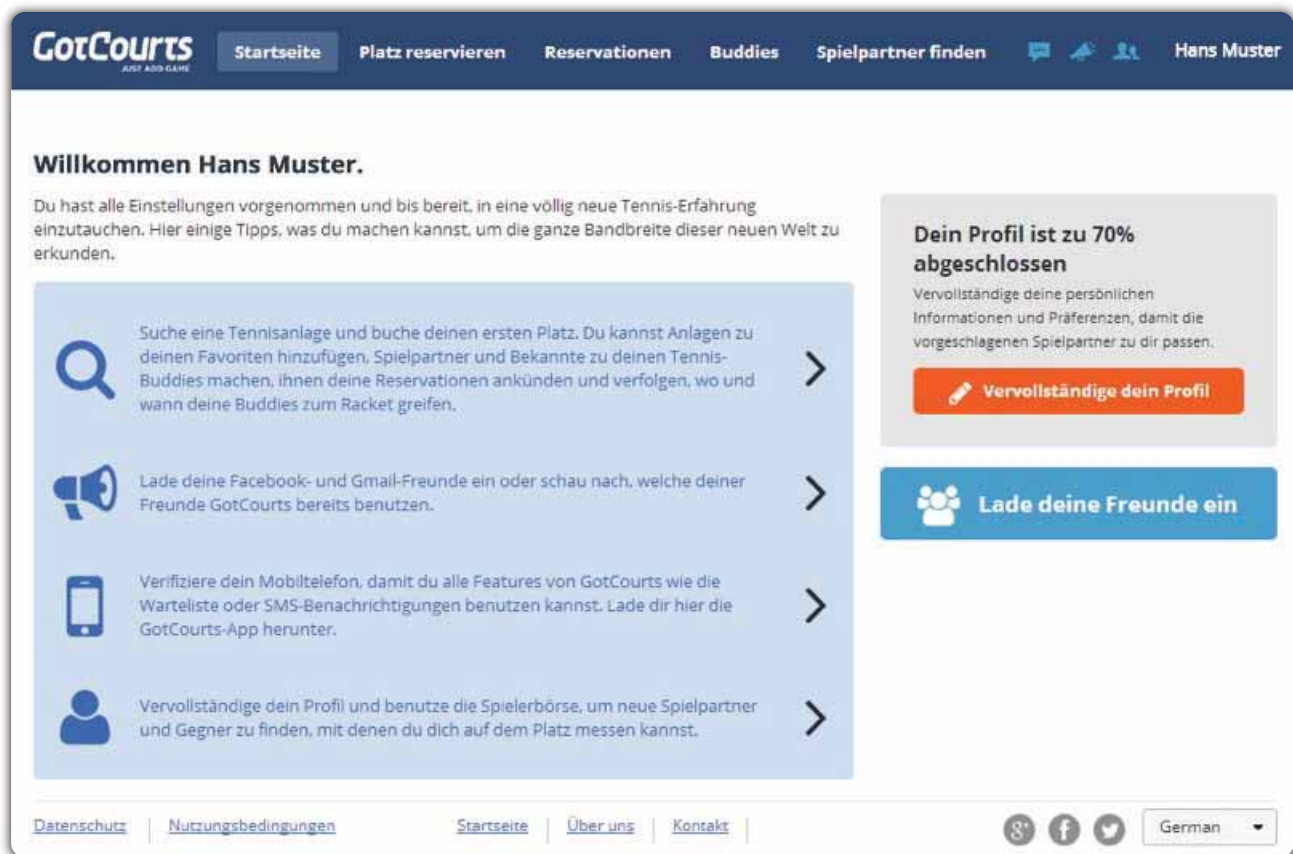 GotCourts
JUST ADD GAME
Startseite
Platz reservieren
Reservationen
Buddies
Spielpartner finden
Hans Muster
Willkommen Hans Muster.
Du hast alle Einstellungen vorgenommen und bis bereit, in eine völlig neue Tennis-Erfahrung
einzutauchen. Hier einige Tipps, was du machen kannst, um die ganze Bandbreite dieser neuen Welt zu
erkunden.
Suche eine Tennisanlage und buche deinen ersten Platz. Du kannst Anlagen zu
deinen Favoriten hinzufügen, Spielpartner und Bekannte zu deinen Tennis-
Buddies machen, ihnen deine Reservationen ankünden und verfolgen, wo und
wann deine Buddies zum Racket greifen.
Lade deine Facebook- und Gmail-Freunde ein oder schau nach, welche deiner
Freunde GotCourts bereits benutzen.
Verifiziere dein Mobiltelefon, damit du alle Features von GotCourts wie die
Warteliste oder SMS-Benachrichtigungen benutzen kannst. Lade dir hier die
GotCourts-App herunter.
Vervollständige dein Profil und benutze die Spielerbörse, um neue Spielpartner
und Gegner zu finden, mit denen du dich auf dem Platz messen kannst.
Dein Profil ist zu 70%
abgeschlossen
Vervollständige deine persönlichen
Informationen und Präferenzen, damit die
vorgeschlagenen Spielpartner zu dir passen.
Vervollständige dein Profil
Lade deine Freunde ein
Datenschutz
Nutzungsbedingungen
Startseite
Über uns
Kontakt
German